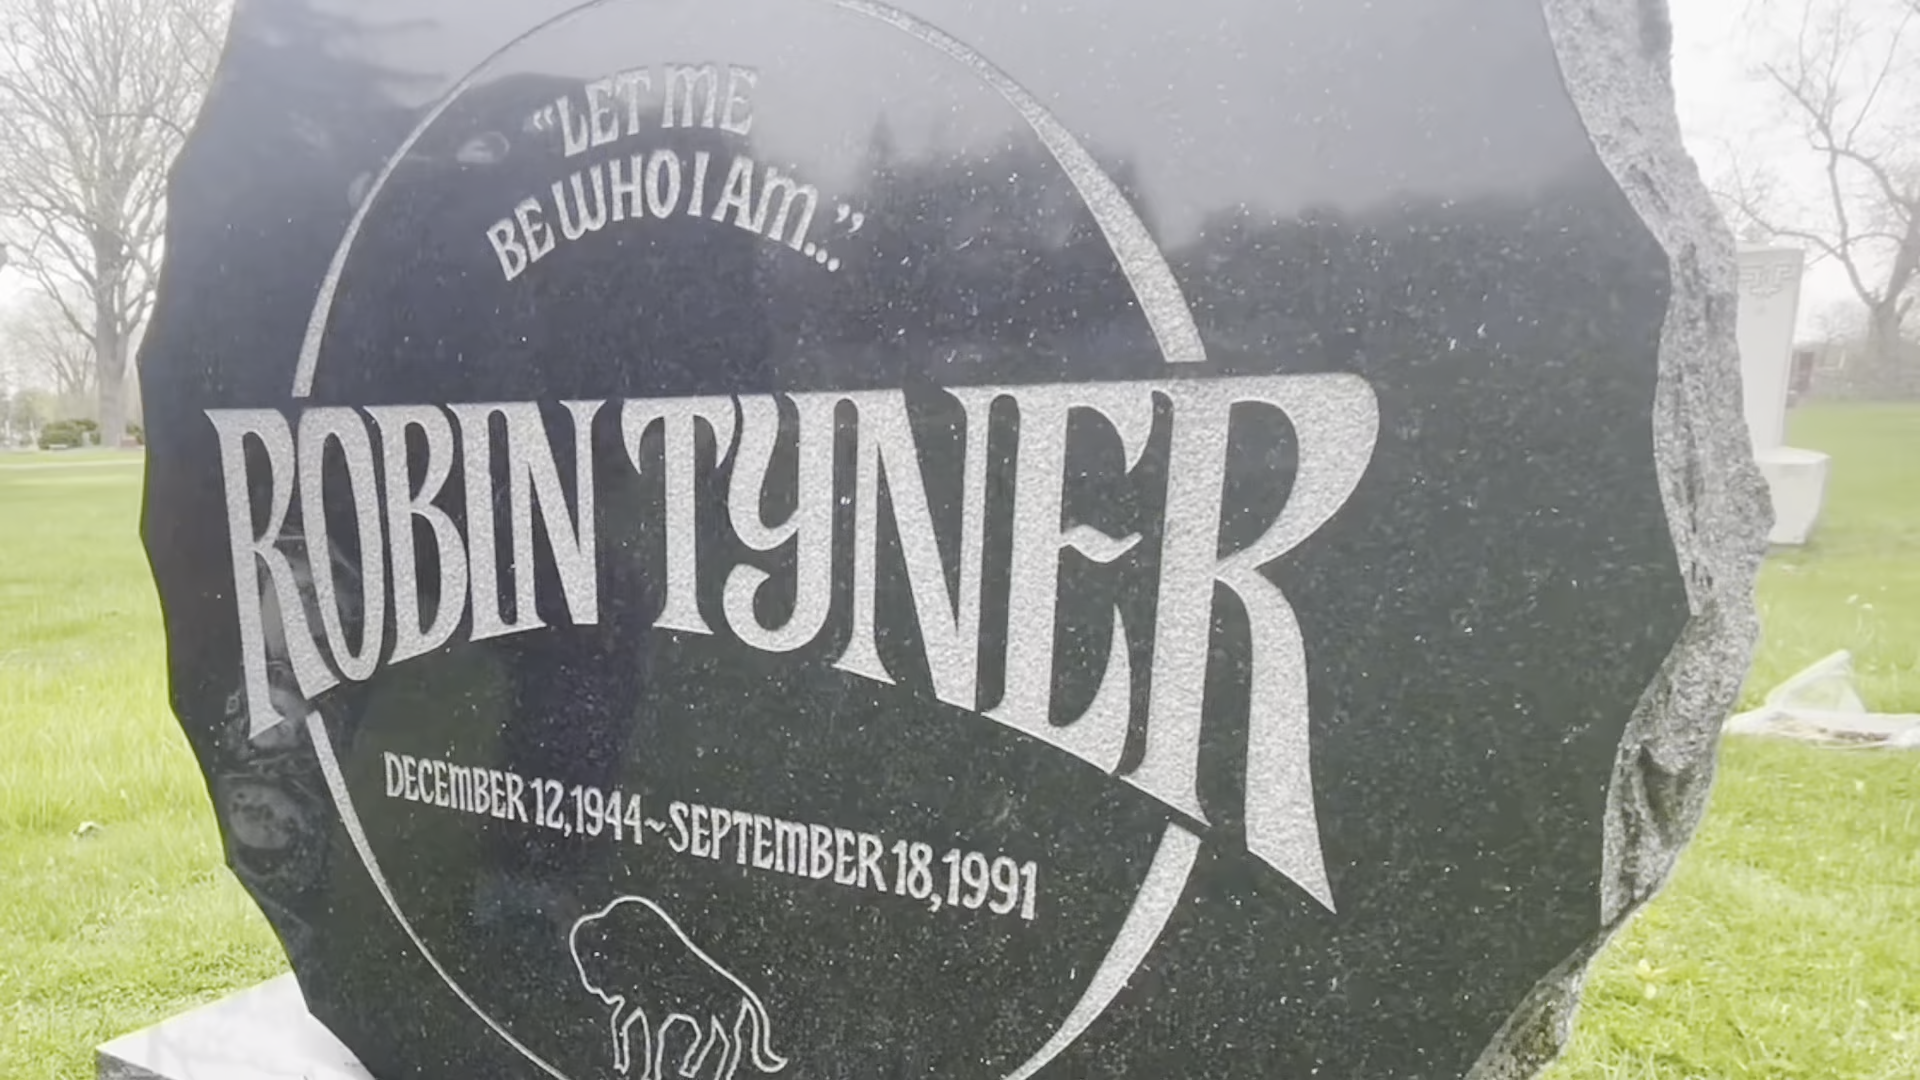 “LET ME
BE WHO I AM...”
ROBIN TYNER
DECEMBER 12, 1944~SEPTEMBER 18, 1991